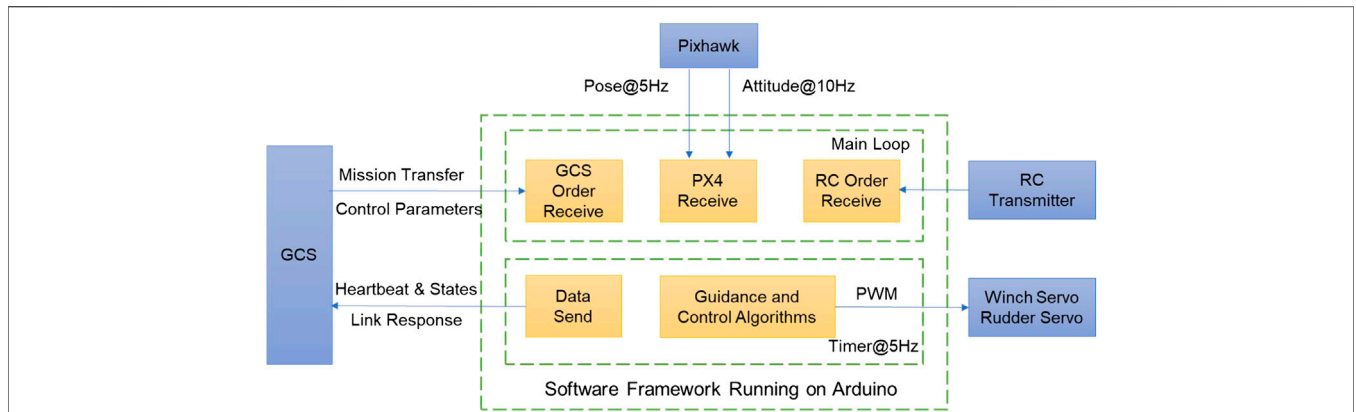 Pixhawk
Pose@5Hz
Attitude@10Hz
Main Loop
Mission Transfer
Control Parameters
GCS
Order
Receive
PX4
Receive
RC Order
Receive
RC
Transmitter
GCS
Heartbeat & States
Link Response
Data
Send
Guidance and
Control Algorithms
PWM
Winch Servo
Rudder Servo
Timer@5Hz
Software Framework Running on Arduino